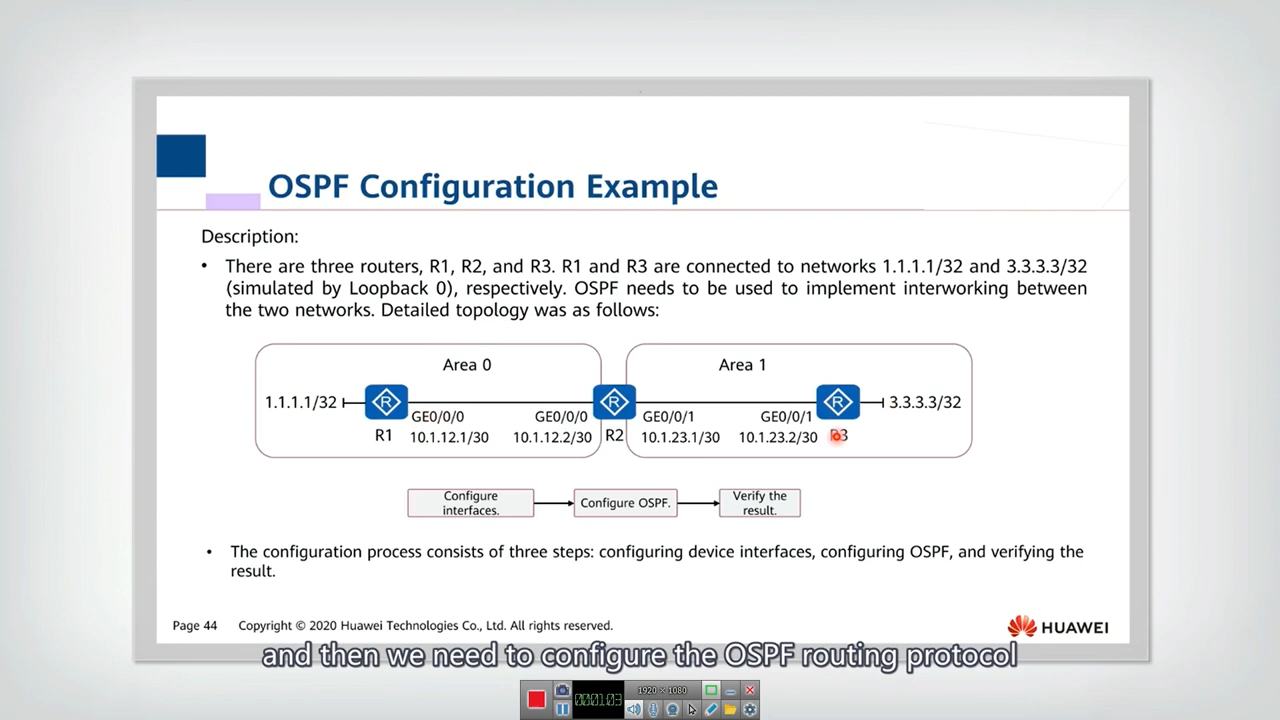 OSPF Configuration Example
Description:
• There are three routers, R1, R2, and R3. R1 and R3 are connected to networks 1.1.1.1/32 and 3.3.3.3/32
(simulated by Loopback 0), respectively. OSPF needs to be used to implement interworking between
the two networks. Detailed topology was as follows:
Area 0
Area 1
1.1.1.1/32
R
R
R
3.3.3.3/32
GE0/0/0
GE0/0/0
GE0/0/1
GE0/0/1
R1
10.1.12.1/30
10.1.12.2/30
R2
10.1.23.1/30
10.1.23.2/30
R3
Configure
interfaces.
Configure OSPF.
Verify the
result.
• The configuration process consists of three steps: configuring device interfaces, configuring OSPF, and verifying the
result.
Page 44
Copyright © 2020 Huawei Technologies Co., Ltd. All rights reserved.
HUAWEI
and then we need to configure the OSPF routing protocol
00:01:03
1920 × 1080